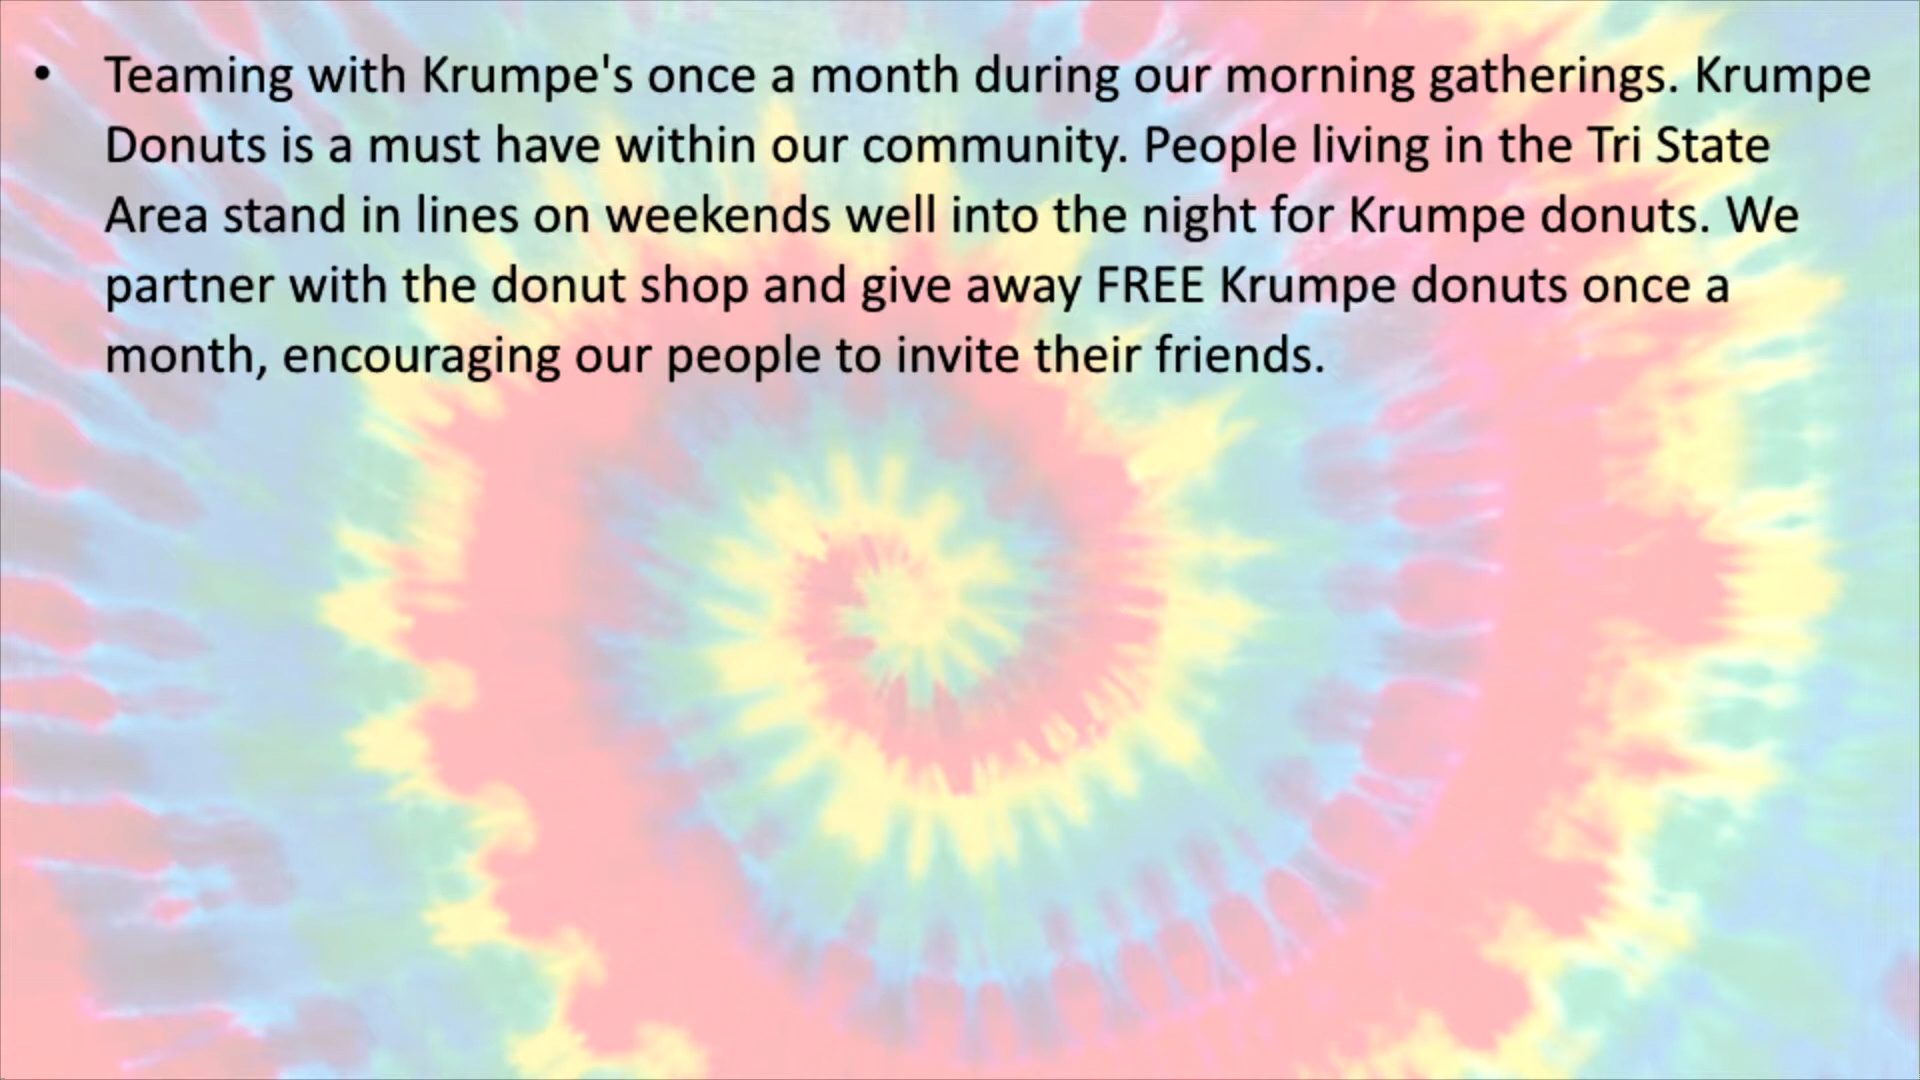 • Teaming with Krumpe's once a month during our morning gatherings. Krumpe
Donuts is a must have within our community. People living in the Tri State
Area stand in lines on weekends well into the night for Krumpe donuts. We
partner with the donut shop and give away FREE Krumpe donuts once a
month, encouraging our people to invite their friends.